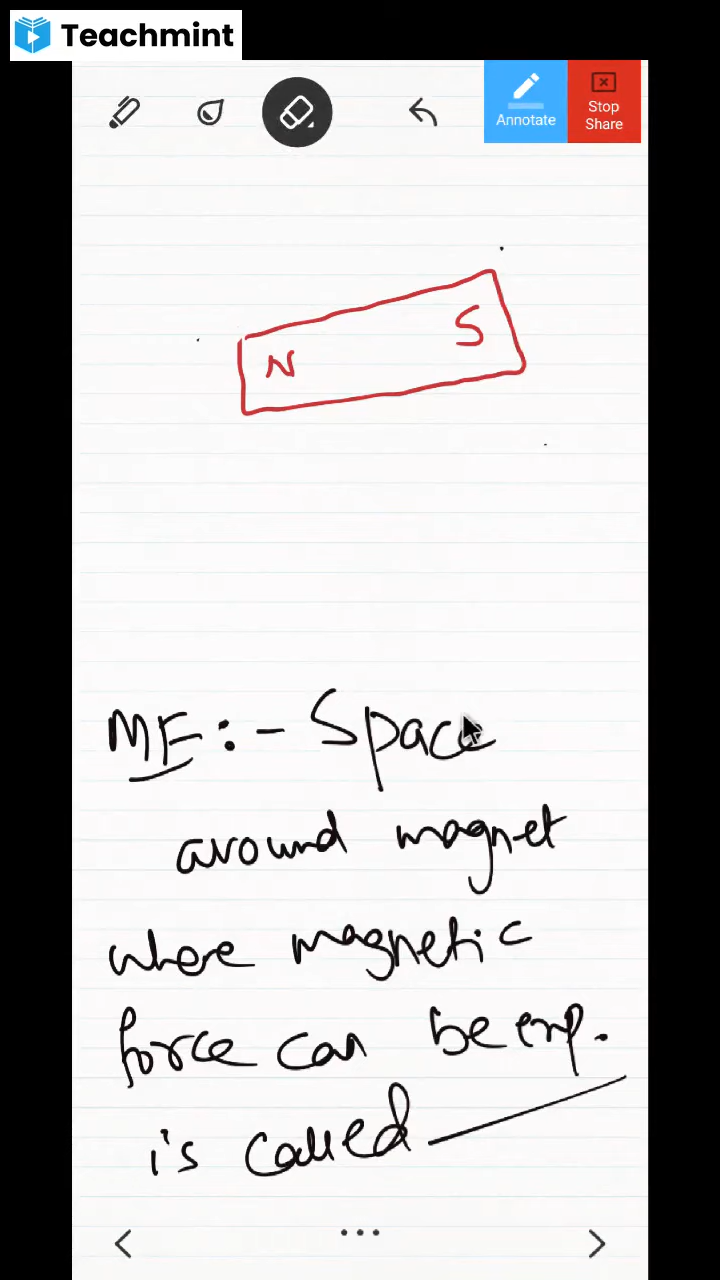 Teachmint
Annotate
Stop
Share
N S
MF:- Space
around magnet
where magnetic
force can be exp.
is called